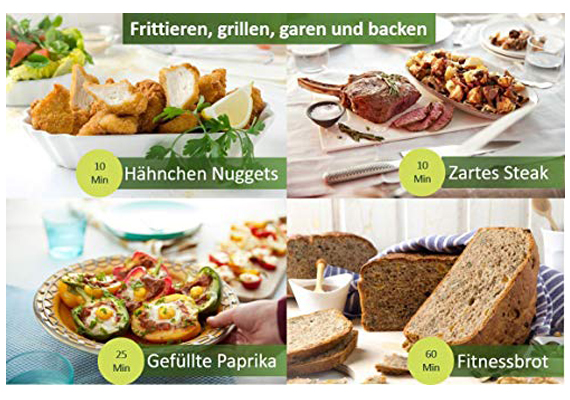 Frittieren, grillen, garen und backen
10
Min
Hähnchen Nuggets
10
Min
Zartes Steak
25
Min
Gefüllte Paprika
60
Min
Fitnessbrot